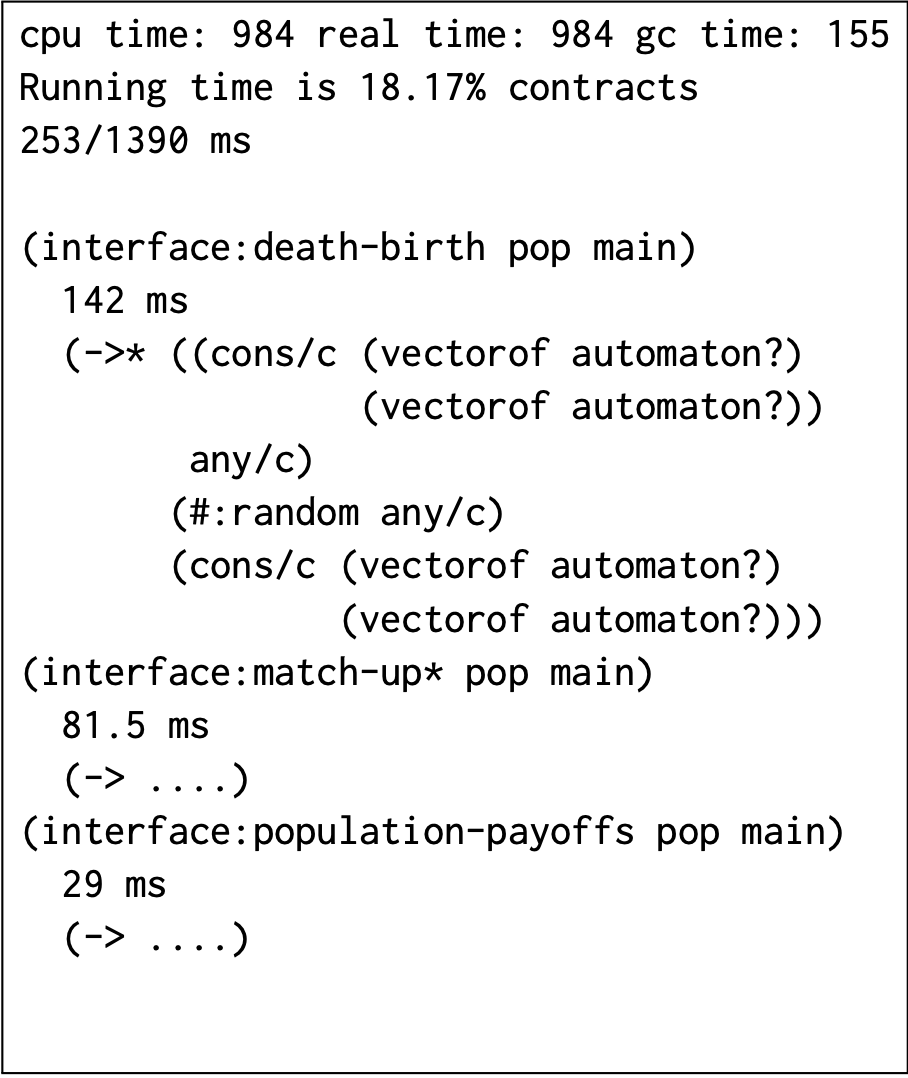 cpu time: 984 real time: 984 gc time: 155
Running time is 18.17% contracts
253/1390 ms

(interface:death-birth pop main)
  142 ms
  (->* ((cons/c (vectorof automaton?)
                (vectorof automaton?))
        any/c)
       (#:random any/c)
       (cons/c (vectorof automaton?)
               (vectorof automaton?)))
(interface:match-up* pop main)
  81.5 ms
  (-> ....)
(interface:population-payoffs pop main)
  29 ms
  (-> ....)